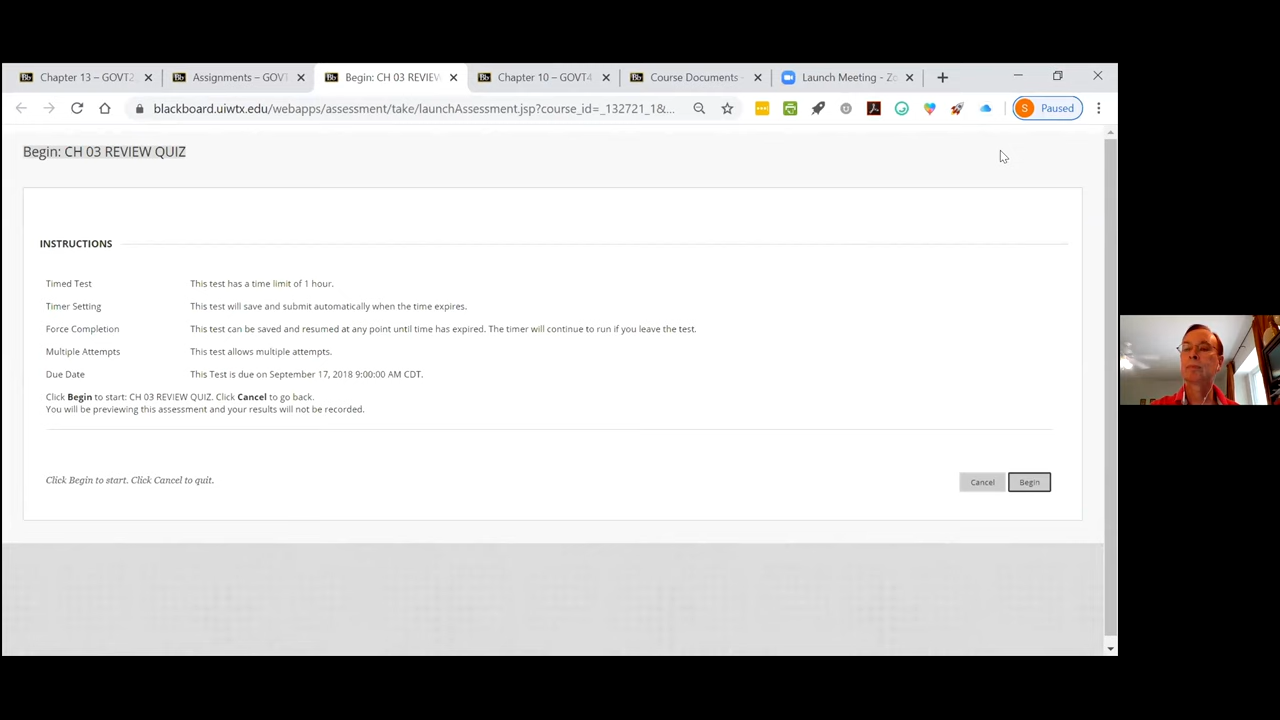 Bb Chapter 13 – GOVT2
Bb Assignments – GOVT
Bb Begin: CH 03 REVIEW
Bb Chapter 10 – GOVT4
Bb Course Documents -
Launch Meeting - Zo
blackboard.uiwtx.edu/webapps/assessment/take/launchAssessment.jsp?course_id=_132721_1&...
S Paused
Begin: CH 03 REVIEW QUIZ
INSTRUCTIONS
Timed Test This test has a time limit of 1 hour.
Timer Setting This test will save and submit automatically when the time expires.
Force Completion This test can be saved and resumed at any point until time has expired. The timer will continue to run if you leave the test.
Multiple Attempts This test allows multiple attempts.
Due Date This Test is due on September 17, 2018 9:00:00 AM CDT.
Click Begin to start: CH 03 REVIEW QUIZ. Click Cancel to go back.
You will be previewing this assessment and your results will not be recorded.
Click Begin to start. Click Cancel to quit.
Cancel Begin